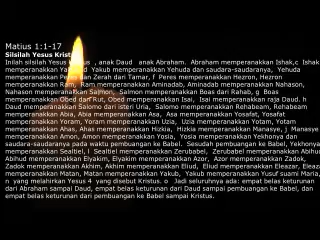 Matius 1:1-17
Silsilah Yesus Kristus
Inilah silsilah Yesus , anak Daud anak Abraham. Abraham memperanakkan Ishak,c Ishak
memperanakkan Yehuda dan saudara-saudaranya, Yehuda
memperanakkan Peres dan Zerah dari Tamar, f Peres memperanakkan Hezron, Hezron
memperanakkan Ram, Ram memperanakkan Aminadab, Aminadab memperanakkan Nahason,
Nahason memperanakkan Salmon, Salmon memperanakkan Boas dari Rahab, g Boas
memperanakkan Obed dari Rut, Obed memperanakkan Isai, Isai memperanakkan raja Daud. h
Daud memperanakkan Salomo dari isteri Uria, Salomo memperanakkan Rehabeam, Rehabeam
memperanakkan Abia, Abia memperanakkan Asa, Asa memperanakkan Yosafat, Yosafat
memperanakkan Yoram, Yoram memperanakkan Uzia, Uzia memperanakkan Yotam, Yotam
memperanakkan Ahas, Ahas memperanakkan Hizkia, Hizkia memperanakkan Manasye, j Manasye
memperanakkan Amon, Amon memperanakkan Yosia, Yosia memperanakkan Yekhonya dan
saudara-saudaranya pada waktu pembuangan ke Babel. Sesudah pembuangan ke Babel, Yekhonya
memperanakkan Sealtiel, l Sealtiel memperanakkan Zerubabel, Zerubabel memperanakkan Abihud,
Abihud memperanakkan Elyakim, Elyakim memperanakkan Azor, Azor memperanakkan Zadok,
Zadok memperanakkan Akhim, Akhim memperanakkan Eliud, Eliud memperanakkan Eleazar, Eleazar
memperanakkan Matan, Matan memperanakkan Yakub, Yakub memperanakkan Yusuf suami Maria,
n yang melahirkan Yesus 4 yang disebut Kristus. o Jadi seluruhnya ada: empat belas keturunan
dari Abraham sampai Daud, empat belas keturunan dari Daud sampai pembuangan ke Babel, dan
empat belas keturunan dari pembuangan ke Babel sampai Kristus.